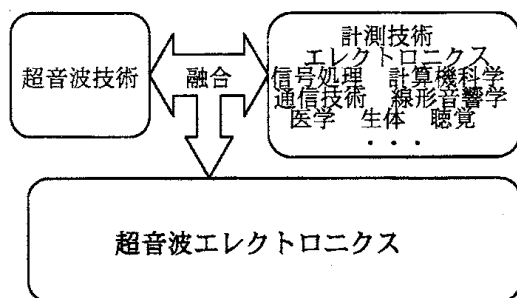 超音波技術
融合
計測技術
エレクトロニクス
信号処理 計算機科学
通信技術 線形音響学
医学 生体 聴覚
・・・
超音波エレクトロニクス